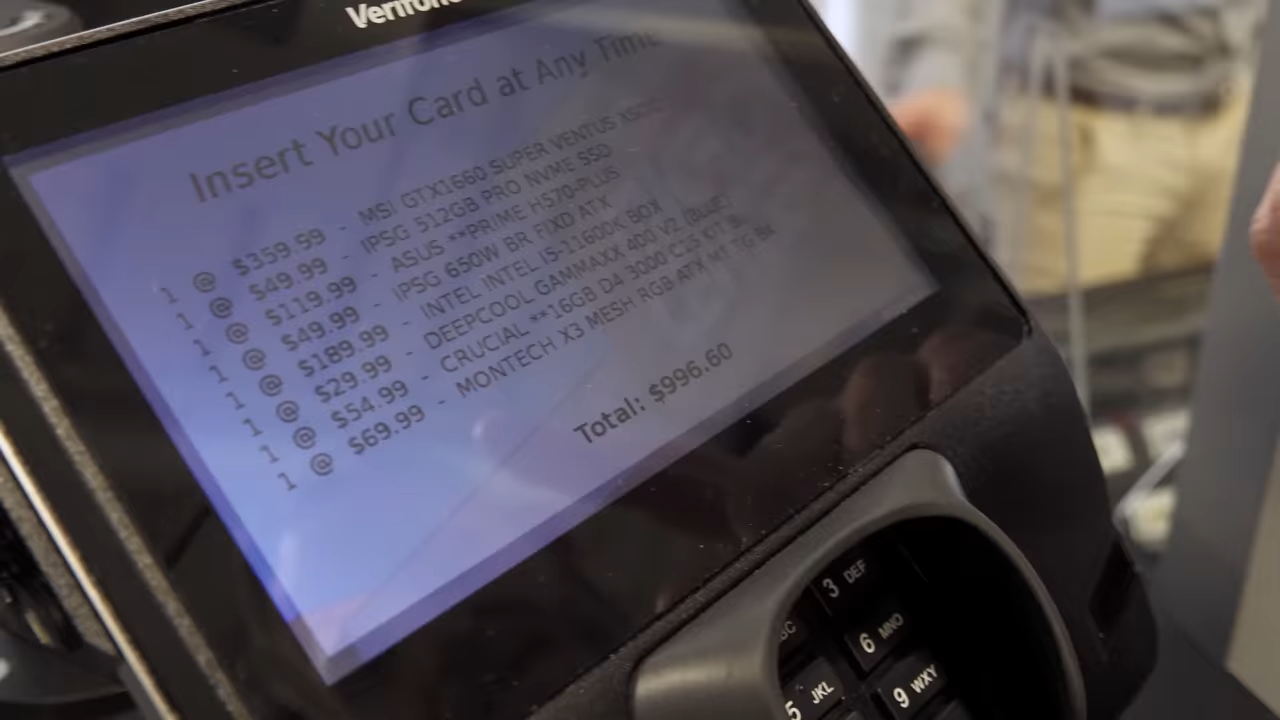 Verifone
Insert Your Card at Any Time
1 @ $359.99 - MSI GTX1660 SUPER VENTUS XSOC
1 @ $49.99 - IPSG 512GB PRO NVME SSD
1 @ $119.99 - ASUS **PRIME H570-PLUS
1 @ $49.99 - IPSG 650W BR FIXD ATX
1 @ $189.99 - INTEL INTEL I5-11600K BOX
1 @ $29.99 - DEEPCOOL GAMMAXX 400 V2 (BLUE)
1 @ $54.99 - CRUCIAL **16GB D4 3000 C15 KIT
1 @ $69.99 - MONTECH X3 MESH RGB ATX MT TG BK
Total: $996.60
3 DEF
6 MNO
5 JKL
9 WXY